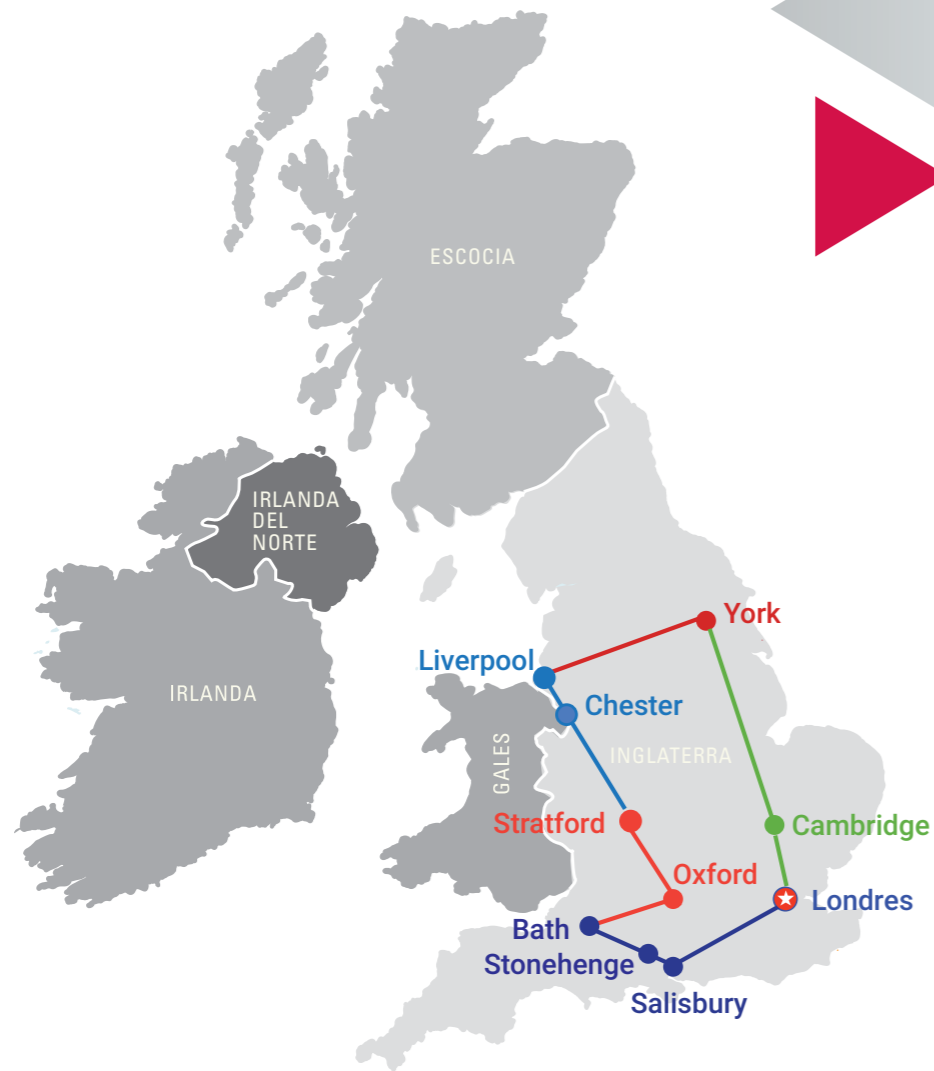 ESCOCIA
IRLANDA
DEL
NORTE
York
Liverpool
IRLANDA
Chester
GALES
INGLATERRA
Stratford
Cambridge
Oxford
Londres
Bath
Stonehenge
Salisbury